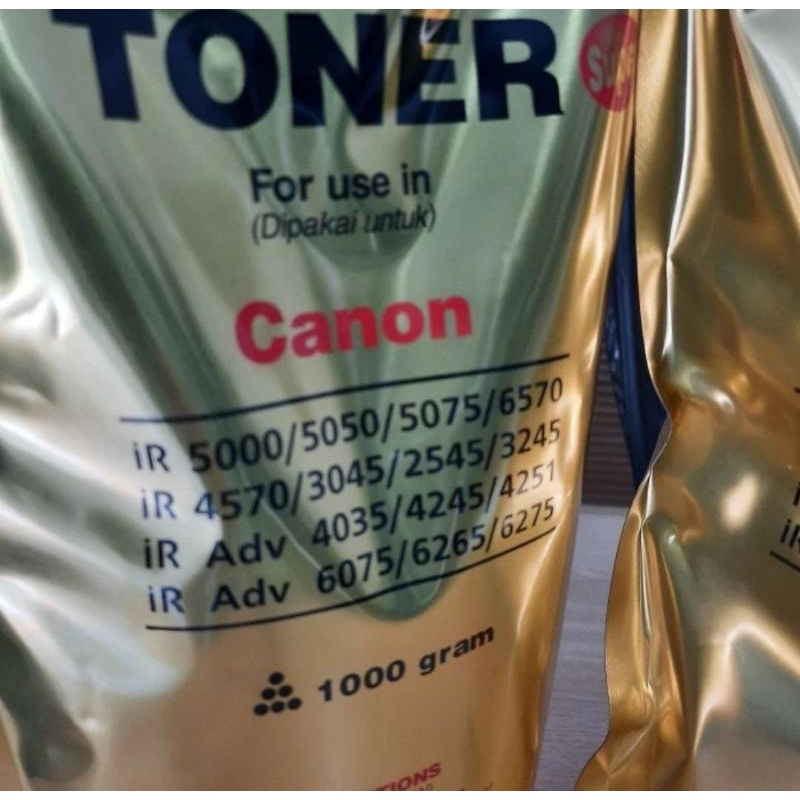 TONER
For use in
(Dipakai untuk)
Canon
iR 5000/5050/5075/6570
iR 4570/3045/2545/3245
iR Adv 4035/4245/4251
iR Adv 6075/6265/6275
1000 gram